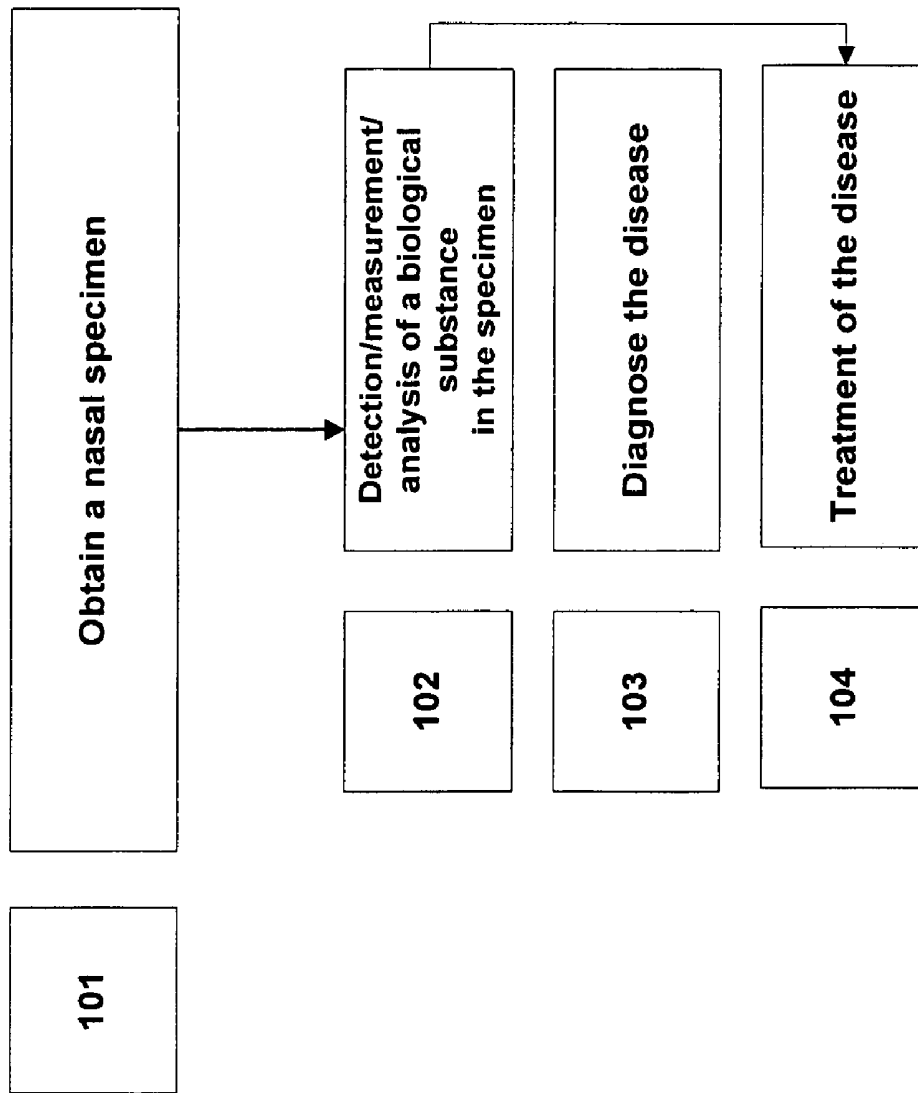 101
Obtain a nasal specimen
102
Detection/measurement/
analysis of a biological
substance
in the specimen
103
Diagnose the disease
104
Treatment of the disease